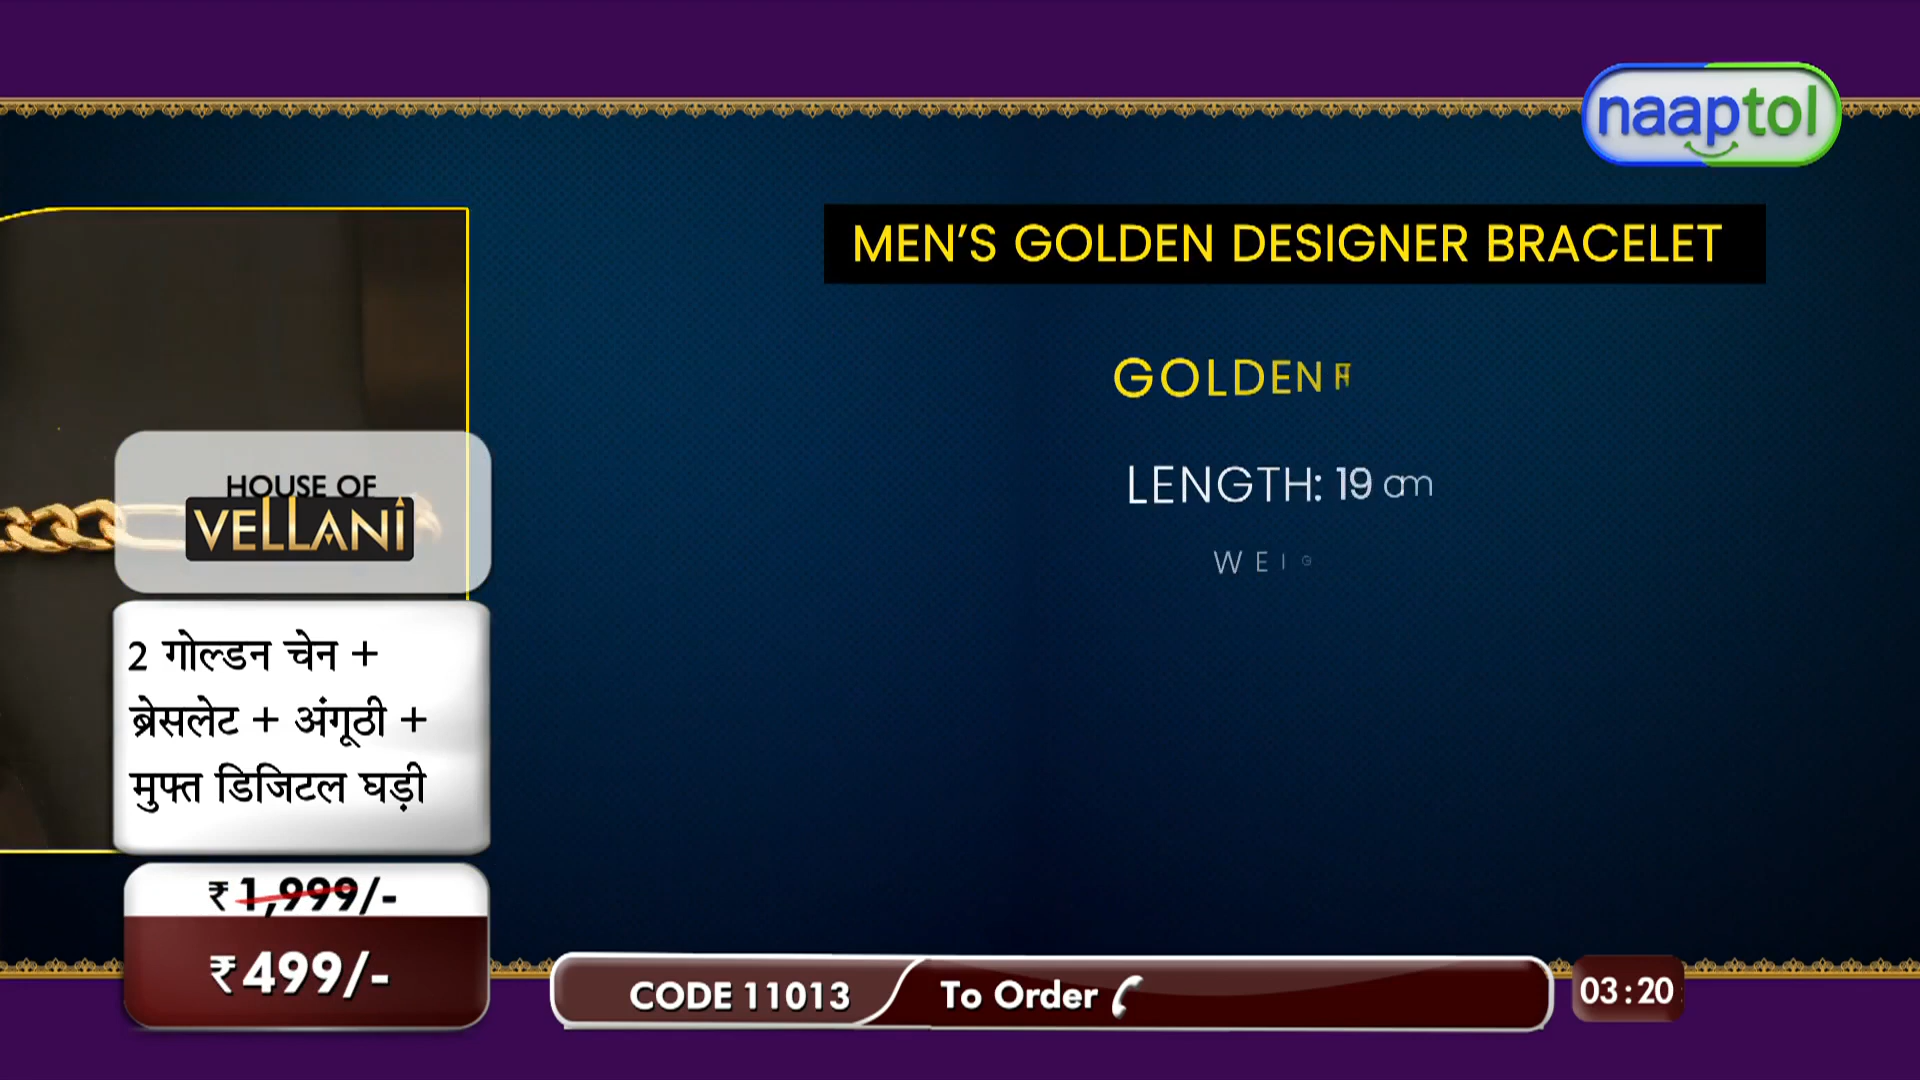 naaptol
MEN’S GOLDEN DESIGNER BRACELET
GOLDEN
LENGTH: 19 cm
HOUSE OF
VELLANI
2 गोल्डन चेन +
ब्रेसलेट + अंगूठी +
मुफ्त डिजिटल घड़ी
₹ 1,999/-
₹499/-
CODE 11013
To Order
03:20